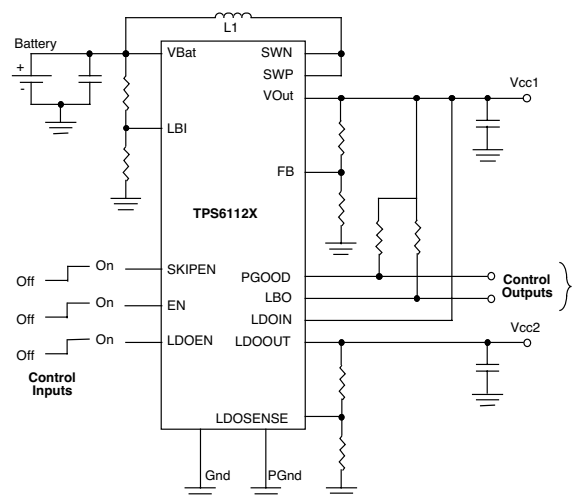 L1
Battery
+
-
VBat
SWN
SWP
VOut
Vcc1
LBI
FB
TPS6112X
Off
On
SKIPEN
PGOOD
Control
Outputs
Off
On
EN
LBO
LDOIN
Off
On
LDOEN
LDOOUT
Vcc2
Control
Inputs
LDOSENSE
Gnd
PGnd